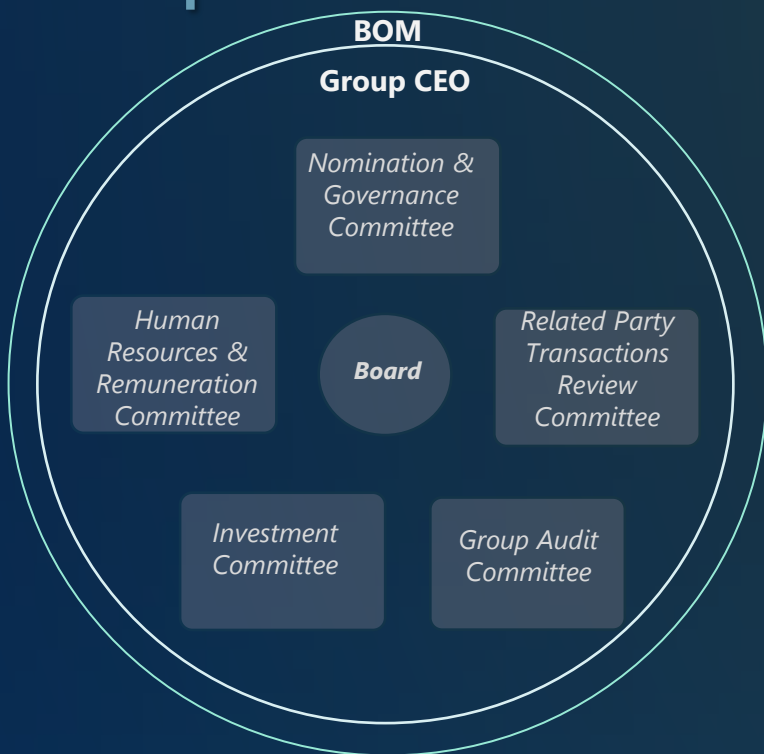 BOM
Group CEO
Nomination &
Governance
Committee
Human
Resources &
Remuneration
Committee
Board
Related Party
Transactions
Review
Committee
Investment
Committee
Group Audit
Committee